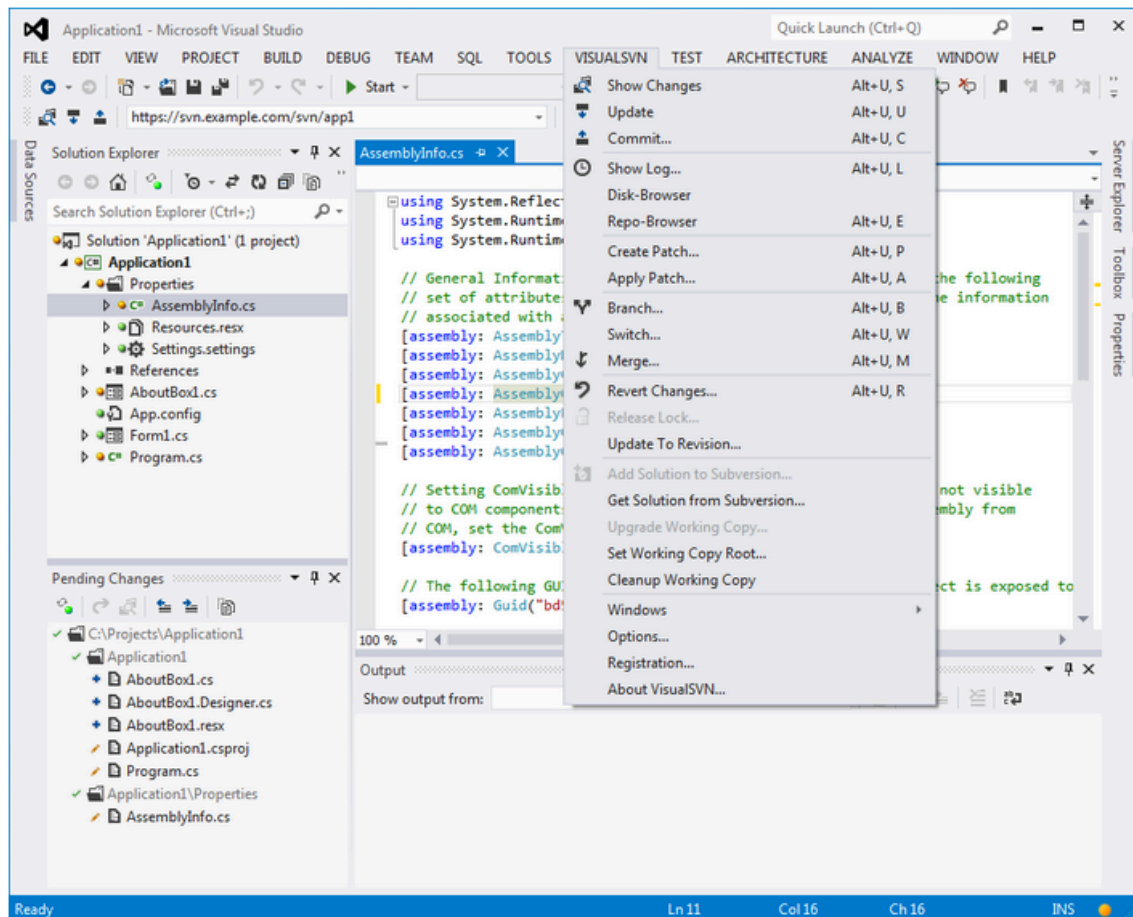 Application1 - Microsoft Visual Studio
Quick Launch (Ctrl+Q)
FILE EDIT VIEW PROJECT BUILD DEBUG TEAM SQL TOOLS VISUALSVN TEST ARCHITECTURE ANALYZE WINDOW HELP
Start
https://svn.example.com/svn/app1
Data Sources
Solution Explorer
Search Solution Explorer (Ctrl+;)
Solution 'Application1' (1 project)
Application1
Properties
AssemblyInfo.cs
Resources.resx
Settings.settings
References
AboutBox1.cs
App.config
Form1.cs
Program.cs
Pending Changes
C:\Projects\Application1
Application1
AboutBox1.cs
AboutBox1.Designer.cs
AboutBox1.resx
Application1.csproj
Program.cs
Application1\Properties
AssemblyInfo.cs
AssemblyInfo.cs
using System.Reflec
using System.Runtim
using System.Runtim
// General Informati the following
// set of attribute e information
// associated with
[assembly: Assembly
[assembly: Assembly
[assembly: Assembly
[assembly: Assembly
[assembly: Assembly
[assembly: Assembly
[assembly: Assembly
// Setting ComVisib not visible
// to COM component mbly from
// COM, set the Com
[assembly: ComVisib
// The following GU ct is exposed to
[assembly: Guid("bd
100 %
Output
Show output from:
Show Changes Alt+U, S
Update Alt+U, U
Commit... Alt+U, C
Show Log... Alt+U, L
Disk-Browser
Repo-Browser Alt+U, E
Create Patch... Alt+U, P
Apply Patch... Alt+U, A
Branch... Alt+U, B
Switch... Alt+U, W
Merge... Alt+U, M
Revert Changes... Alt+U, R
Release Lock...
Update To Revision...
Add Solution to Subversion...
Get Solution from Subversion...
Upgrade Working Copy...
Set Working Copy Root...
Cleanup Working Copy
Windows
Options...
Registration...
About VisualSVN...
Server Explorer
Toolbox
Properties
Ready Ln 11 Col 16 Ch 16 INS